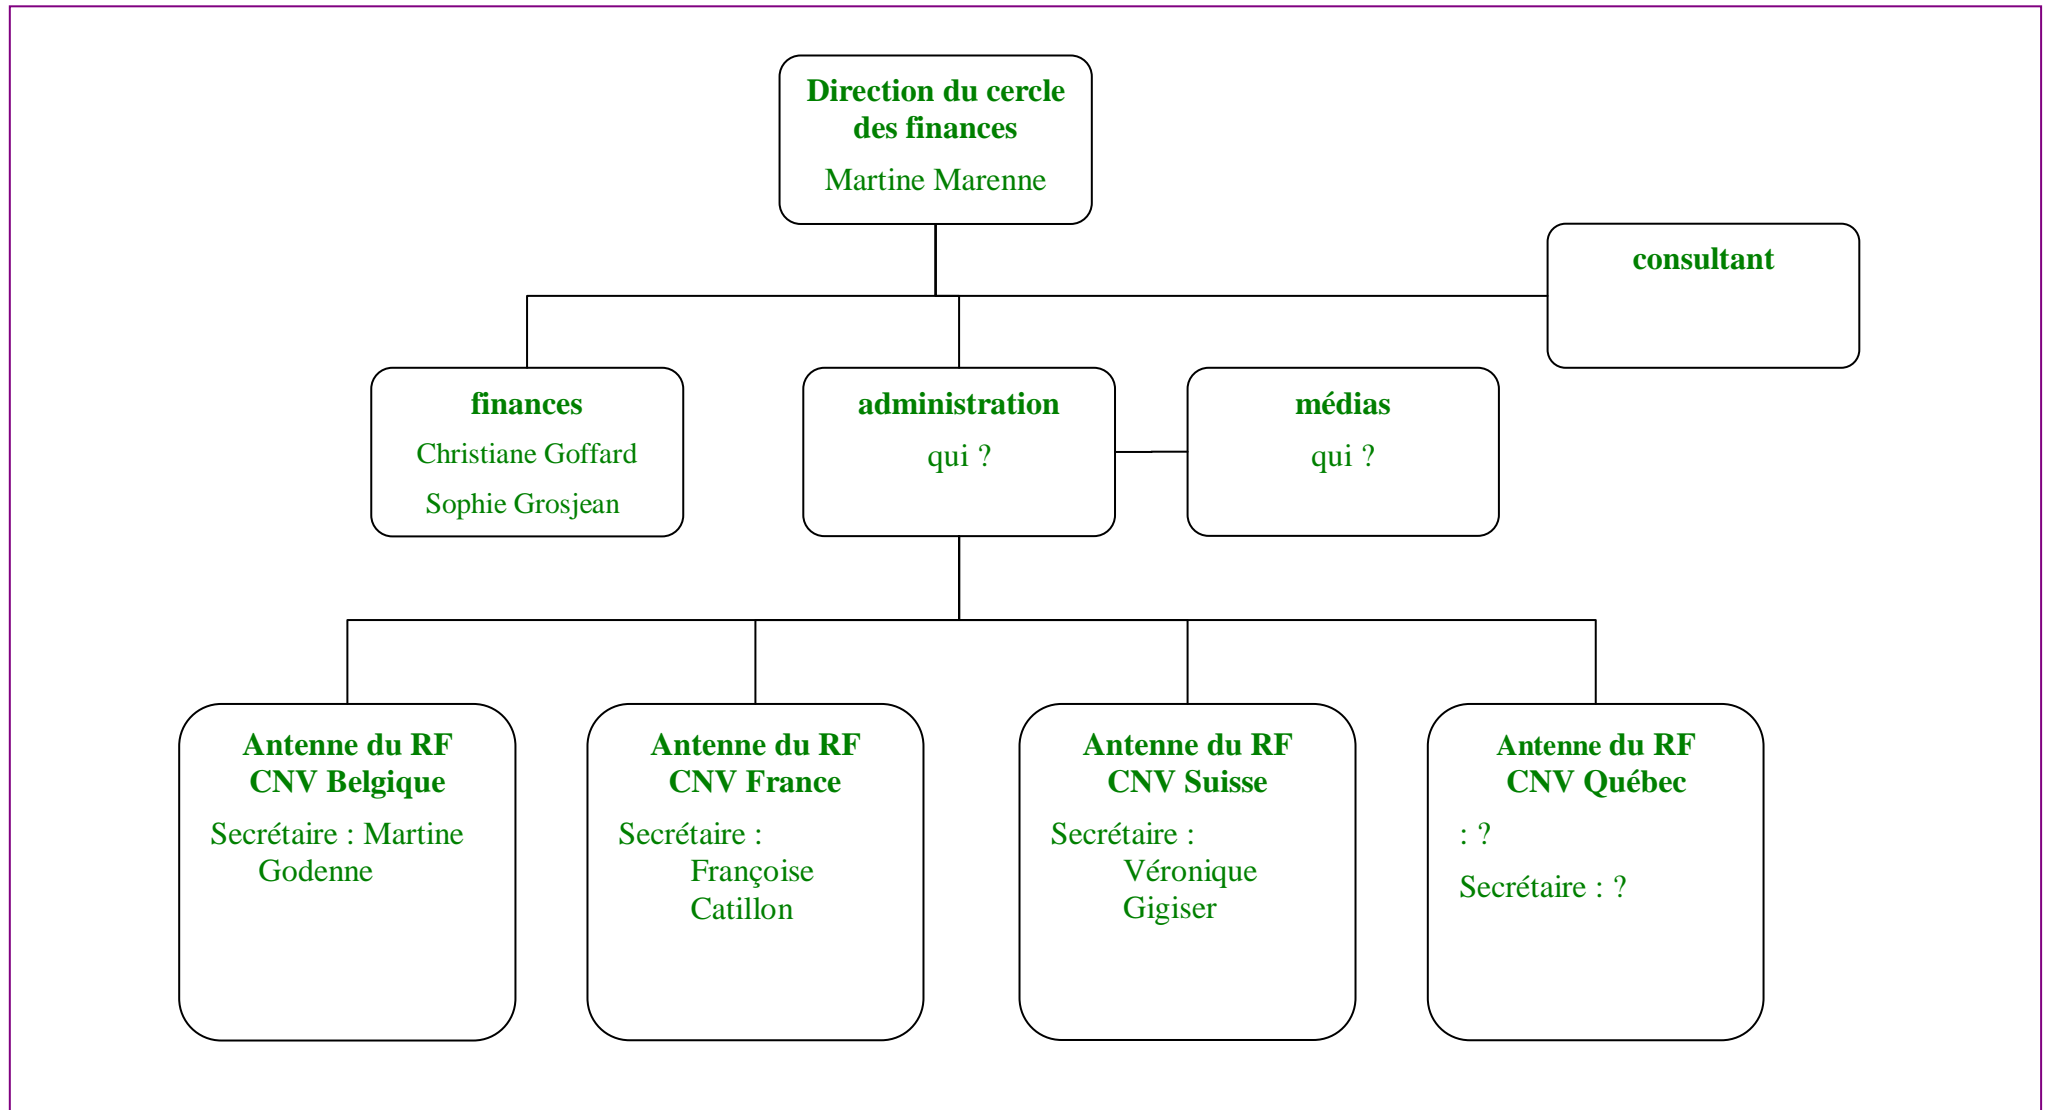 Direction du cercle
des finances
Martine Marenne
consultant
finances
Christiane Goffard
Sophie Grosjean
administration
qui ?
médias
qui ?
Antenne du RF
CNV Belgique
Secrétaire : Martine
Godenne
Antenne du RF
CNV France
Secrétaire :
Françoise
Catillon
Antenne du RF
CNV Suisse
Secrétaire :
Véronique
Gigiser
Antenne du RF
CNV Québec
: ?
Secrétaire : ?